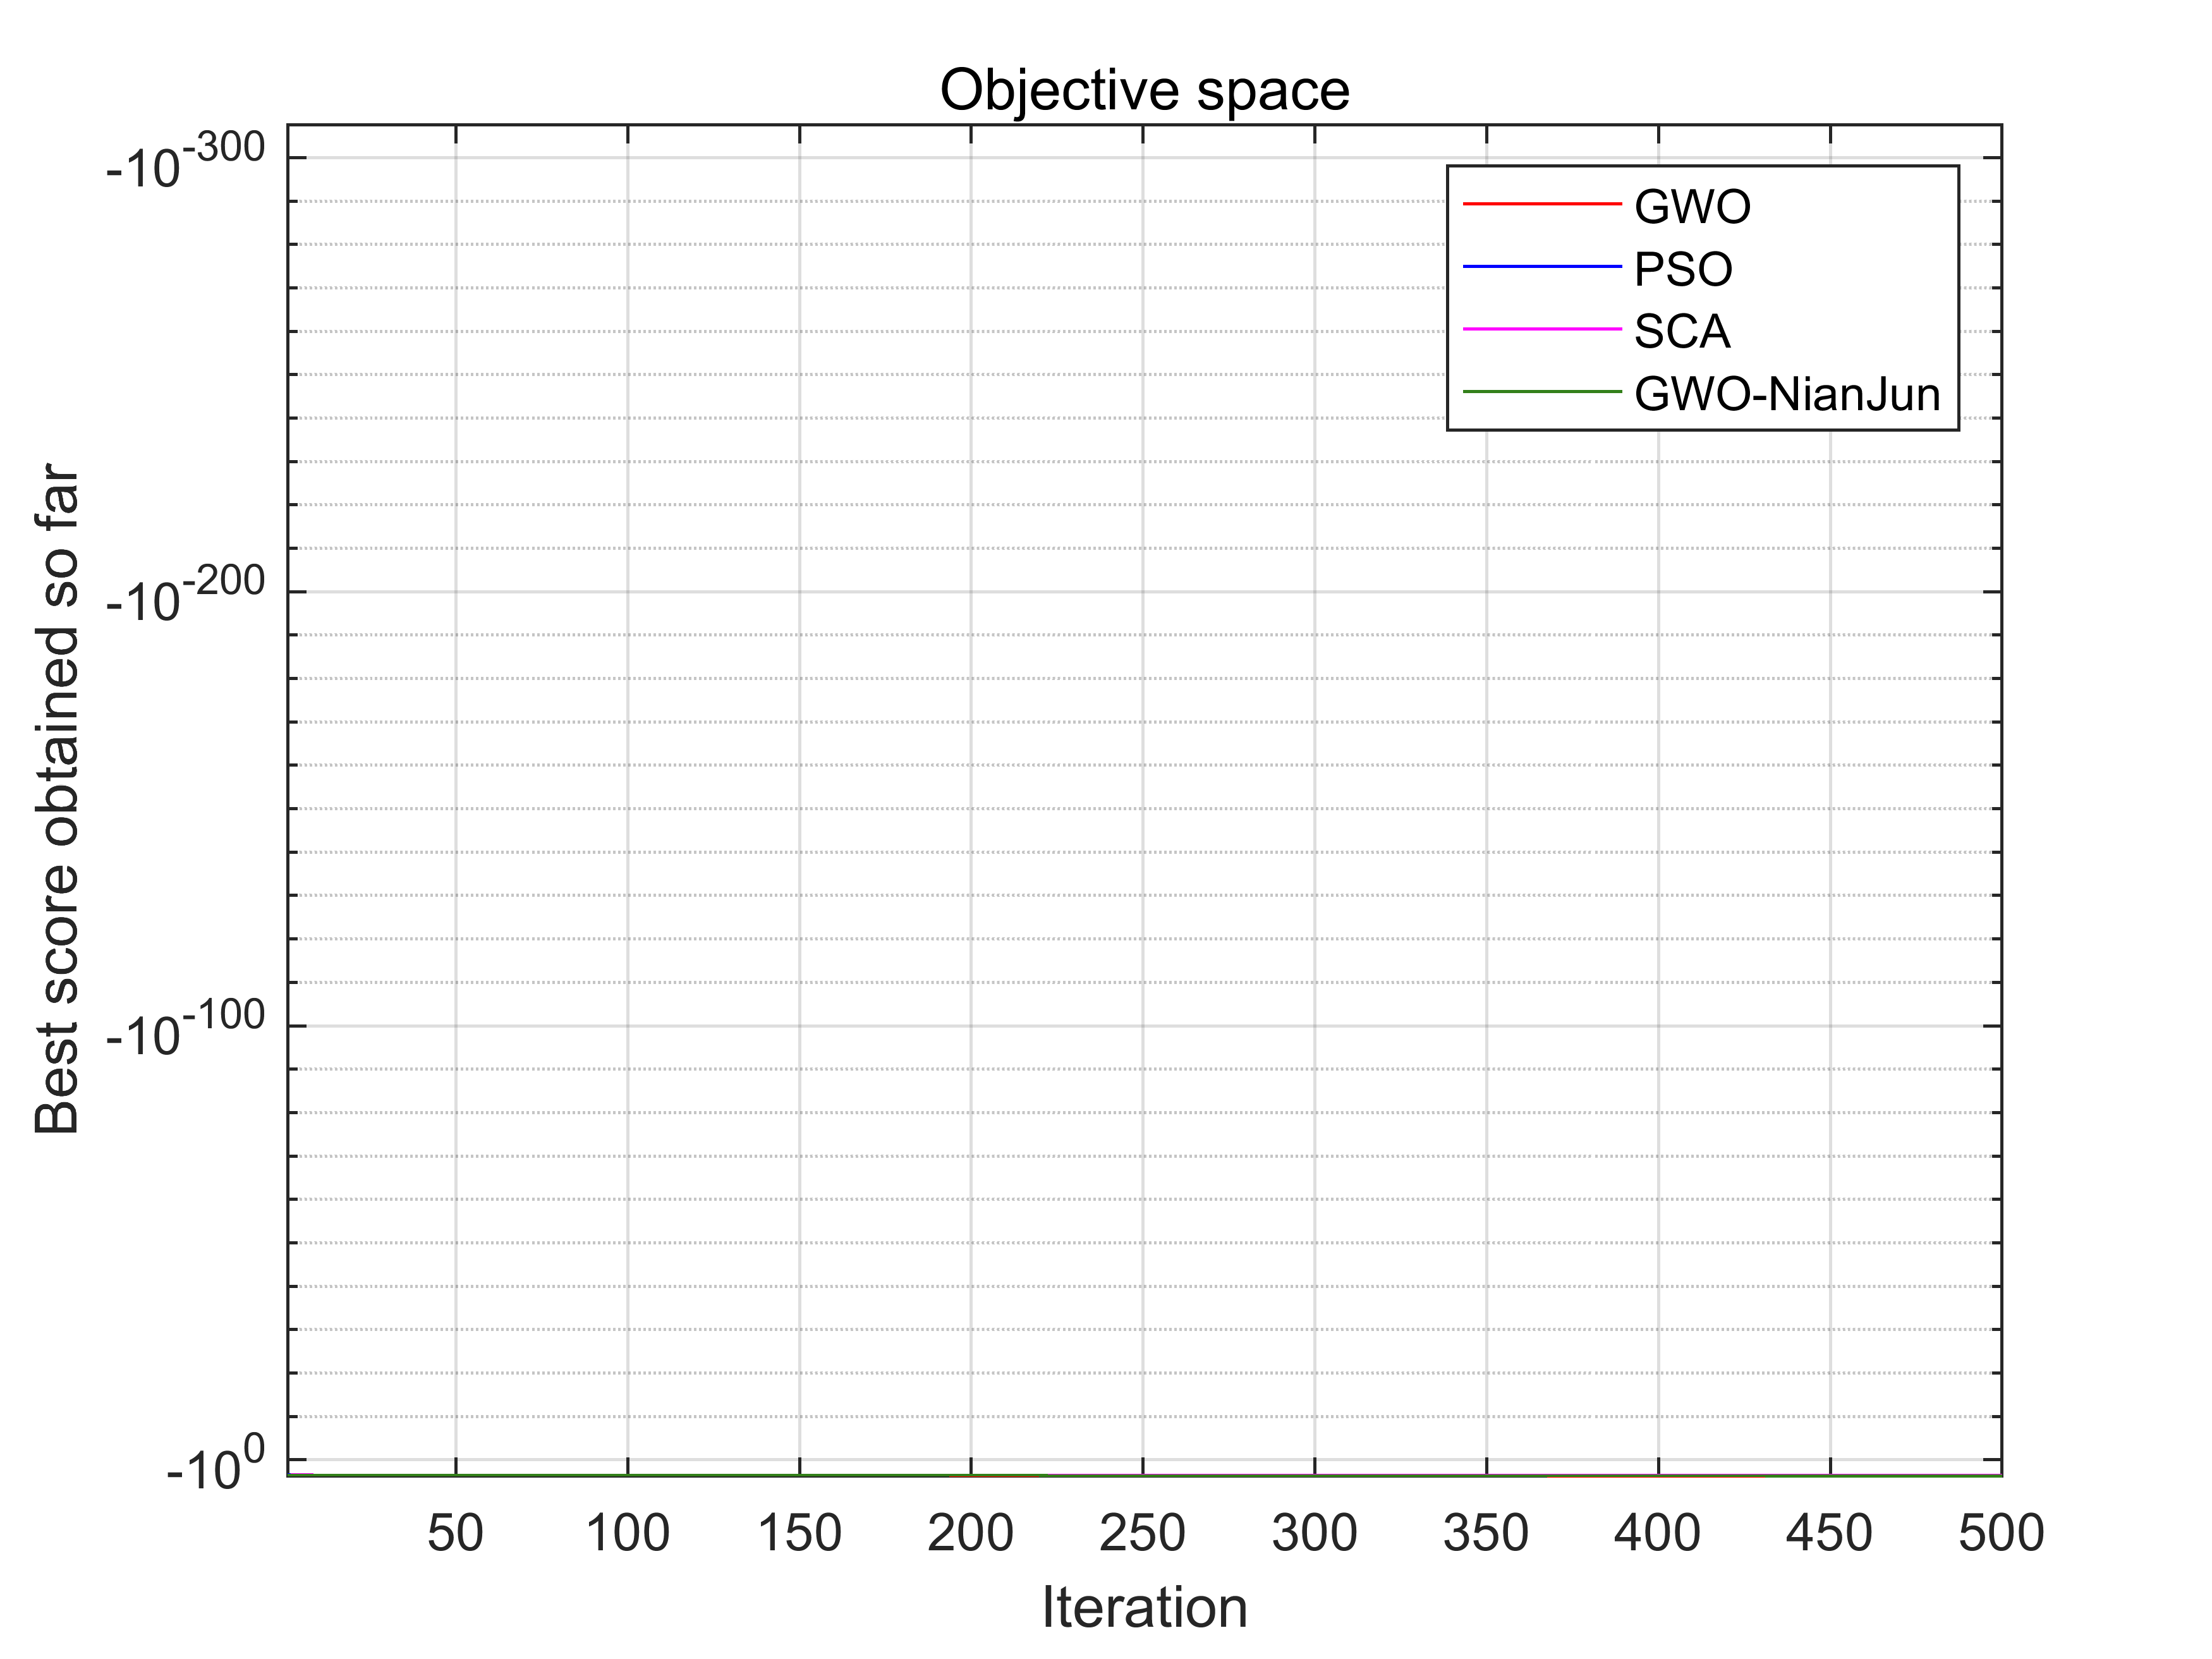 Objective space
-10^-300
-10^-200
-10^-100
-10^0
Best score obtained so far
GWO
PSO
SCA
GWO-NianJun
50 100 150 200 250 300 350 400 450 500
Iteration